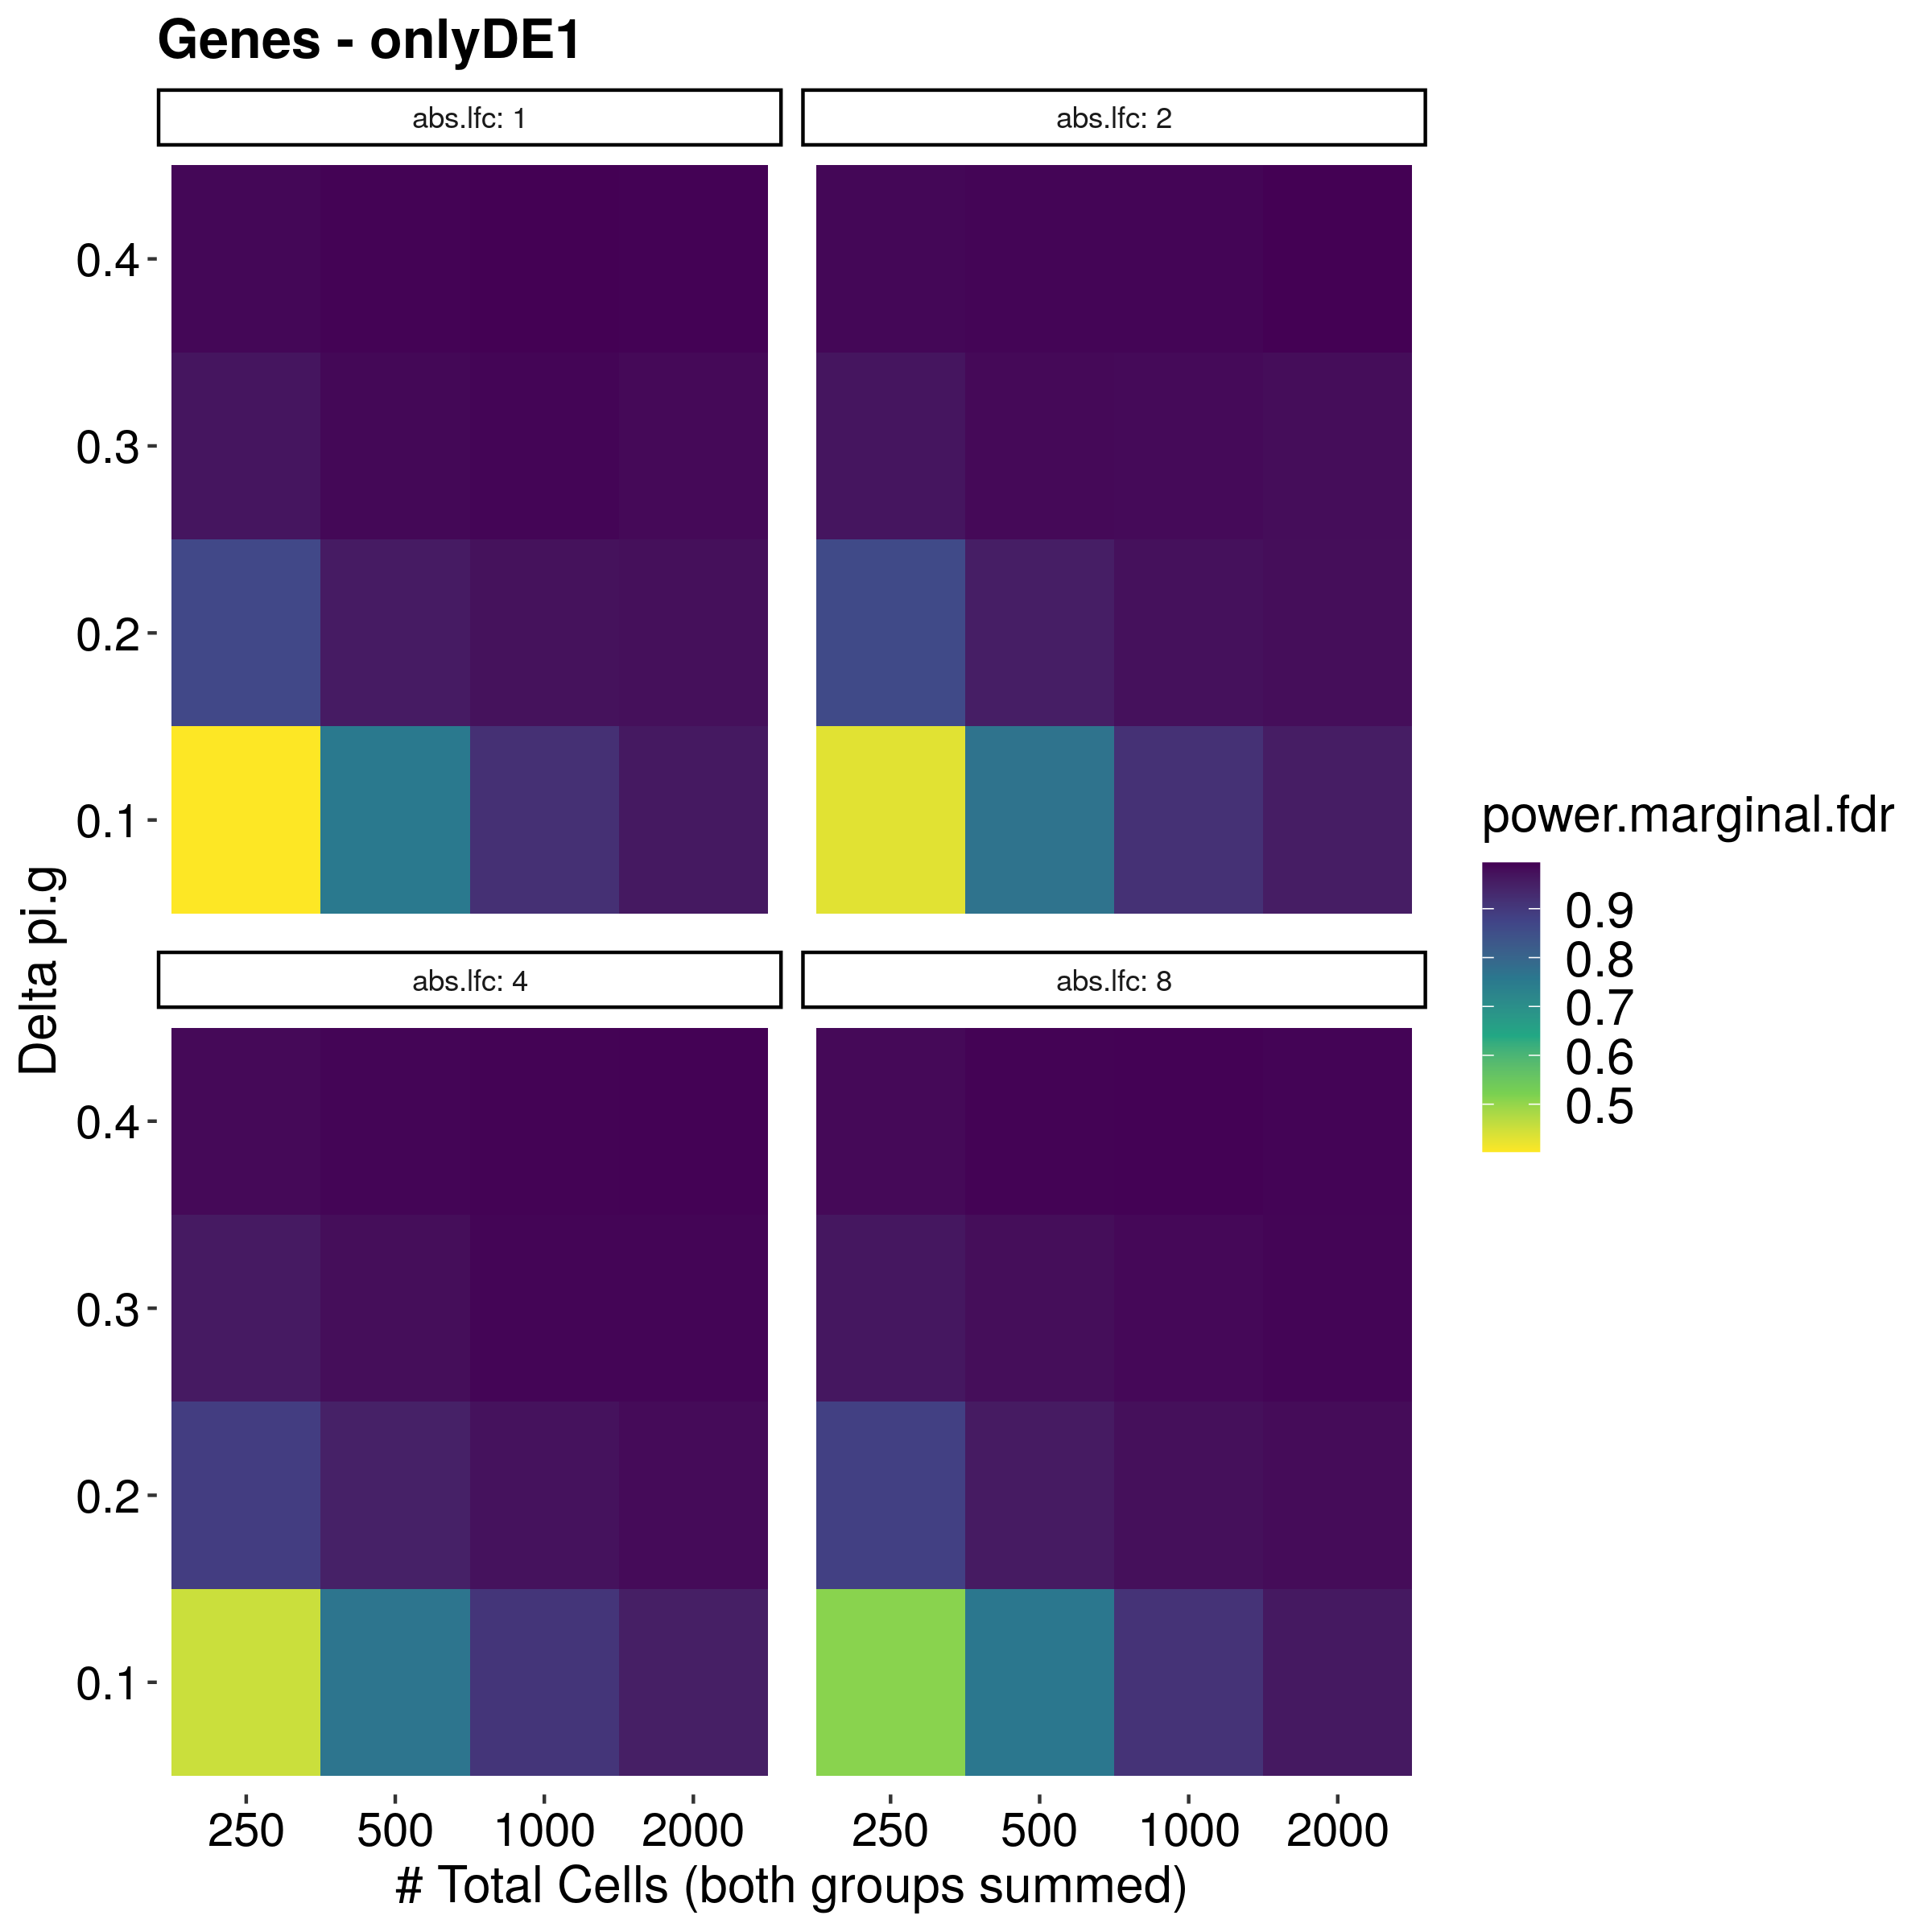 Genes - onlyDE1
abs.lfc: 1
abs.lfc: 2
0.4
0.3
0.2
0.1
abs.lfc: 4
abs.lfc: 8
0.4
0.3
0.2
0.1
250 500 1000 2000
250 500 1000 2000
# Total Cells (both groups summed)
Delta pi.g
power.marginal.fdr
0.9
0.8
0.7
0.6
0.5